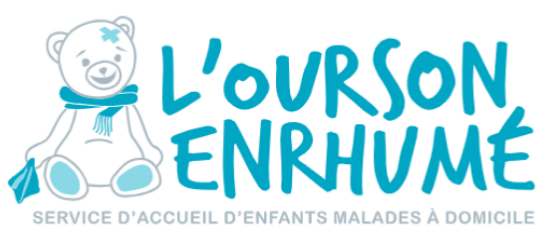 L'OURSON
ENRHUMÉ
SERVICE D'ACCUEIL D'ENFANTS MALADES À DOMICILE